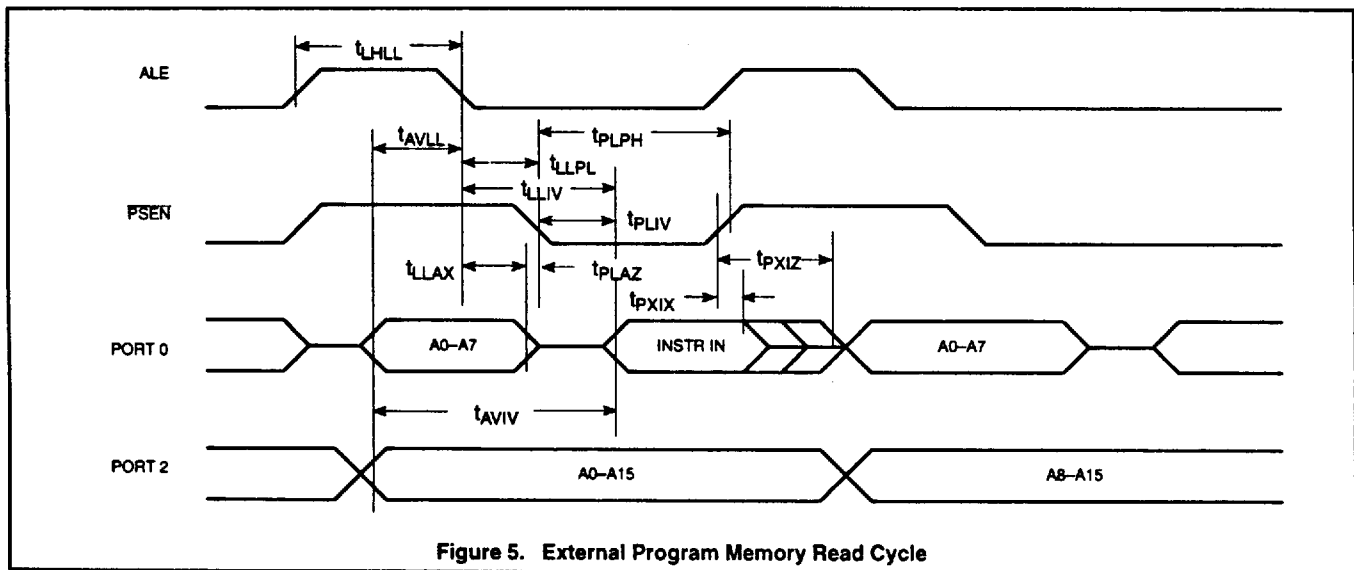 tLHLL
ALE
tAVLL
tPLPH
tLLPL
tLLIV
PSEN
tPLIV
tLLAX
tPLAZ
tPXIZ
tPXIX
PORT 0
A0–A7
INSTR IN
A0–A7
tAVIV
PORT 2
A0–A15
A8–A15
Figure 5. External Program Memory Read Cycle